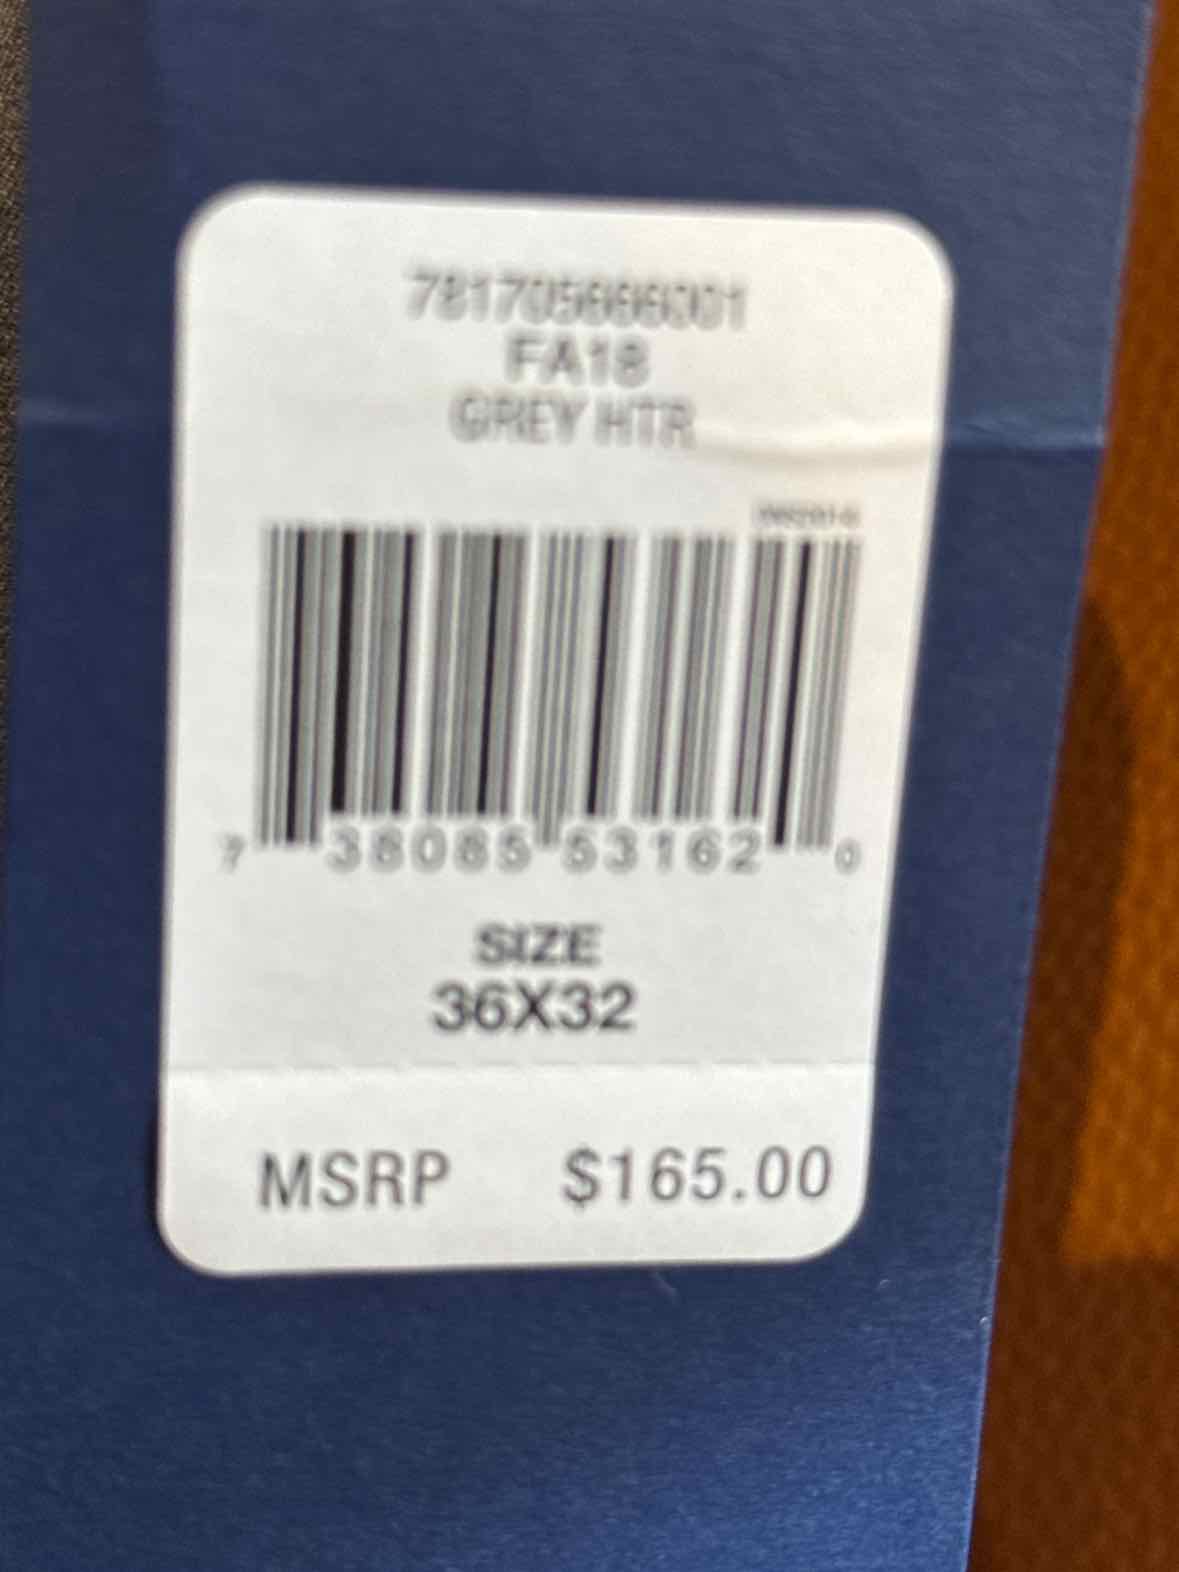 FA18
GREY HTR
7 38085 53162 0
SIZE
36X32
MSRP $165.00